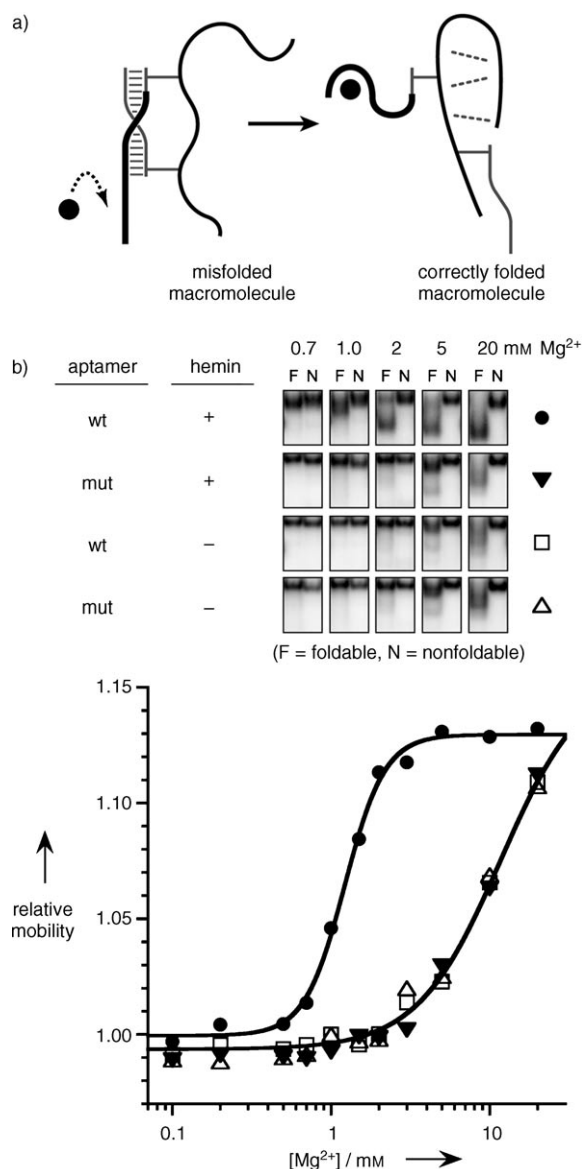 a)
misfolded
macromolecule
correctly folded
macromolecule
b)
aptamer
hemin
0.7 1.0 2 5 20 mM Mg2+
F N F N F N F N F N
wt +
mut +
wt –
mut –
(F = foldable, N = nonfoldable)
1.15
1.10
relative
mobility
1.05
1.00
0.1 1 10
[Mg2+] / mM